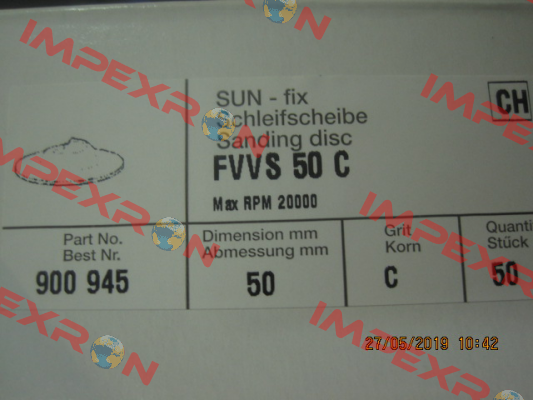 SUN - fix
Schleifscheibe
Sanding disc
CH
FVVS 50 C
Max RPM 20000
Part No.
Best Nr.
900 945
Dimension mm
Abmessung mm
50
Grit
Korn
C
Quanti
Stück
50
27/05/2019 10:42
IMPEXRON
IMPEXRON
IMPEXRON
IMPEXRON